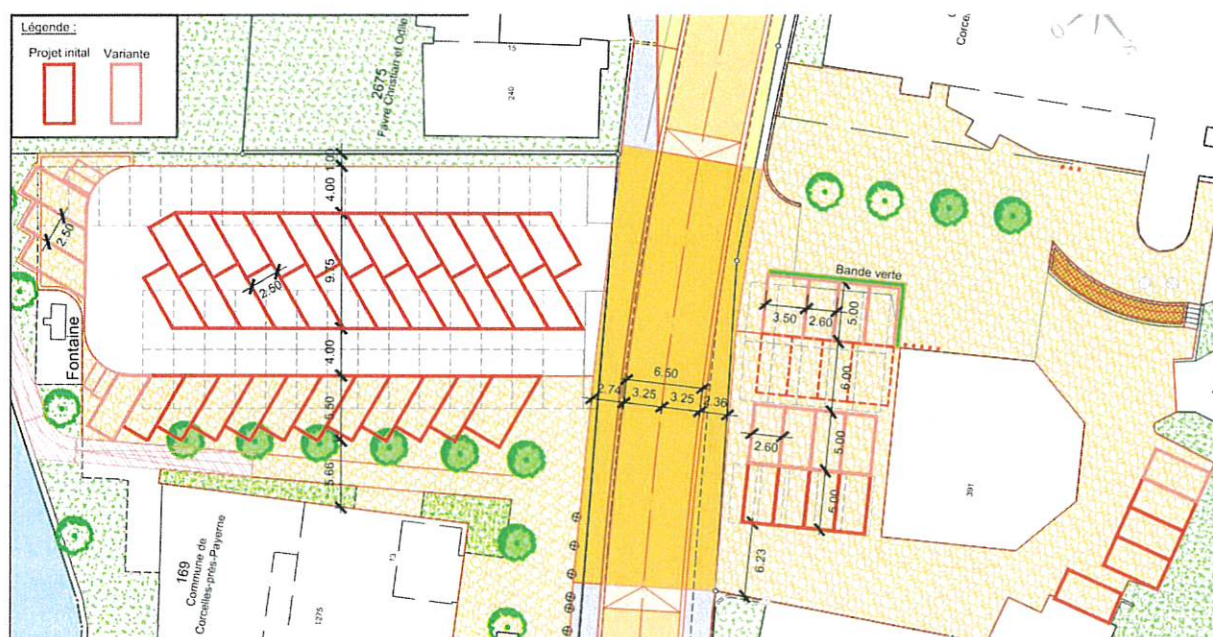 Légende :
Projet inital Variante
2675
Favre Christian et Odile
15
240
1.00
4.00
9.75
2.50
2.50
4.00
6.50
5.66
Fontaine
169
Commune de
Corcelles-près-Payerne
1275
13
6.50
2.74 3.25 3.25 2.36
Bande verte
3.50 2.60 5.00
6.00
2.60 5.00
5.00
6.23
391